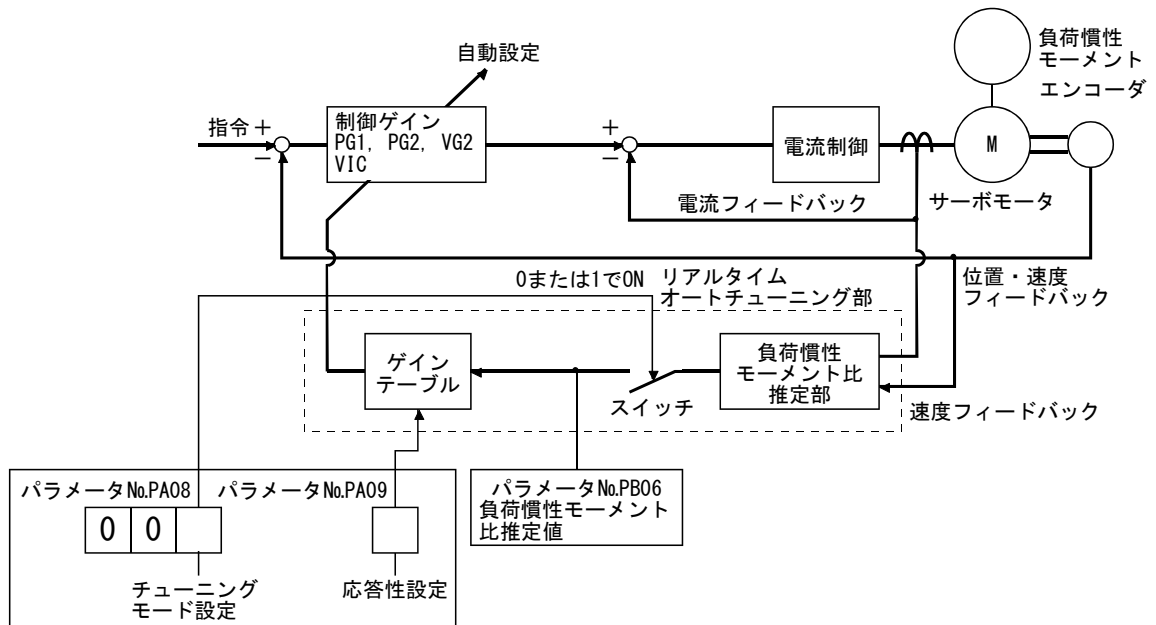 負荷慣性
モーメント
自動設定
エンコーダ
指令 +
−
制御ゲイン
PG1, PG2, VG2
VIC
+
−
電流制御
M
電流フィードバック
サーボモータ
0または1でON
リアルタイム
オートチューニング部
位置・速度
フィードバック
ゲイン
テーブル
スイッチ
負荷慣性
モーメント比
推定部
速度フィードバック
パラメータNo.PA08
パラメータNo.PA09
パラメータNo.PB06
負荷慣性モーメント
比推定値
0 0
チューニング
モード設定
応答性設定